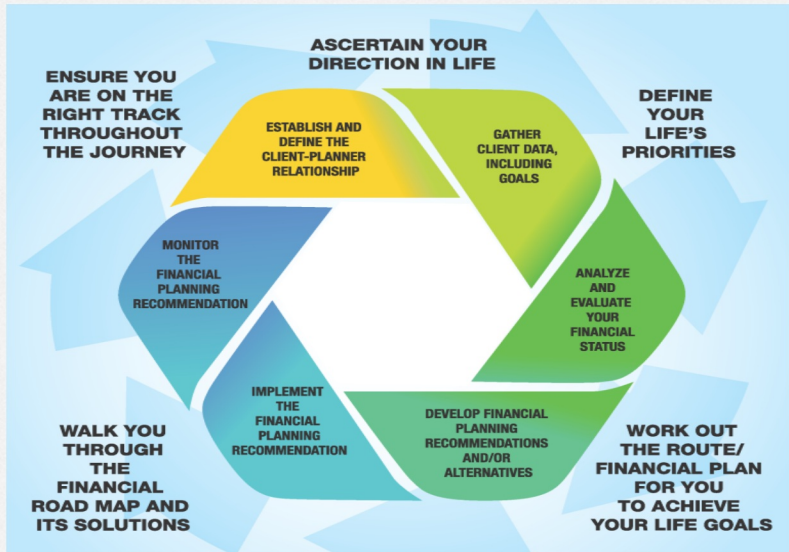 ASCERTAIN YOUR
DIRECTION IN LIFE
ENSURE YOU
ARE ON THE
RIGHT TRACK
THROUGHOUT
THE JOURNEY
DEFINE
YOUR
LIFE'S
PRIORITIES
ESTABLISH AND
DEFINE THE
CLIENT-PLANNER
RELATIONSHIP
GATHER
CLIENT DATA,
INCLUDING
GOALS
MONITOR
THE
FINANCIAL
PLANNING
RECOMMENDATION
ANALYZE
AND
EVALUATE
YOUR
FINANCIAL
STATUS
IMPLEMENT
THE
FINANCIAL
PLANNING
RECOMMENDATION
DEVELOP FINANCIAL
PLANNING
RECOMMENDATIONS
AND/OR
ALTERNATIVES
WALK YOU
THROUGH
THE
FINANCIAL
ROAD MAP AND
ITS SOLUTIONS
WORK OUT
THE ROUTE/
FINANCIAL PLAN
FOR YOU
TO ACHIEVE
YOUR LIFE GOALS